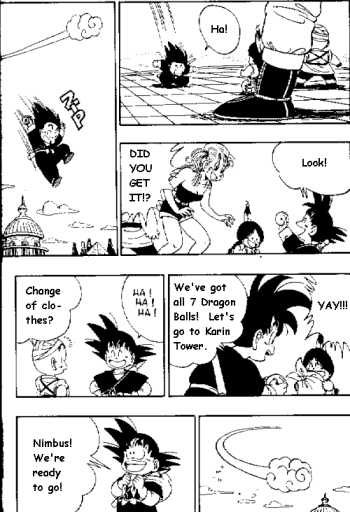 Ha!
DID
YOU
GET
IT!?
Look!
Change
of clo-
thes?
HA!
HA!
HA!
We've got
all 7 Dragon
Balls! Let's
go to Karin
Tower.
YAY!!!
Nimbus!
We're
ready
to go!